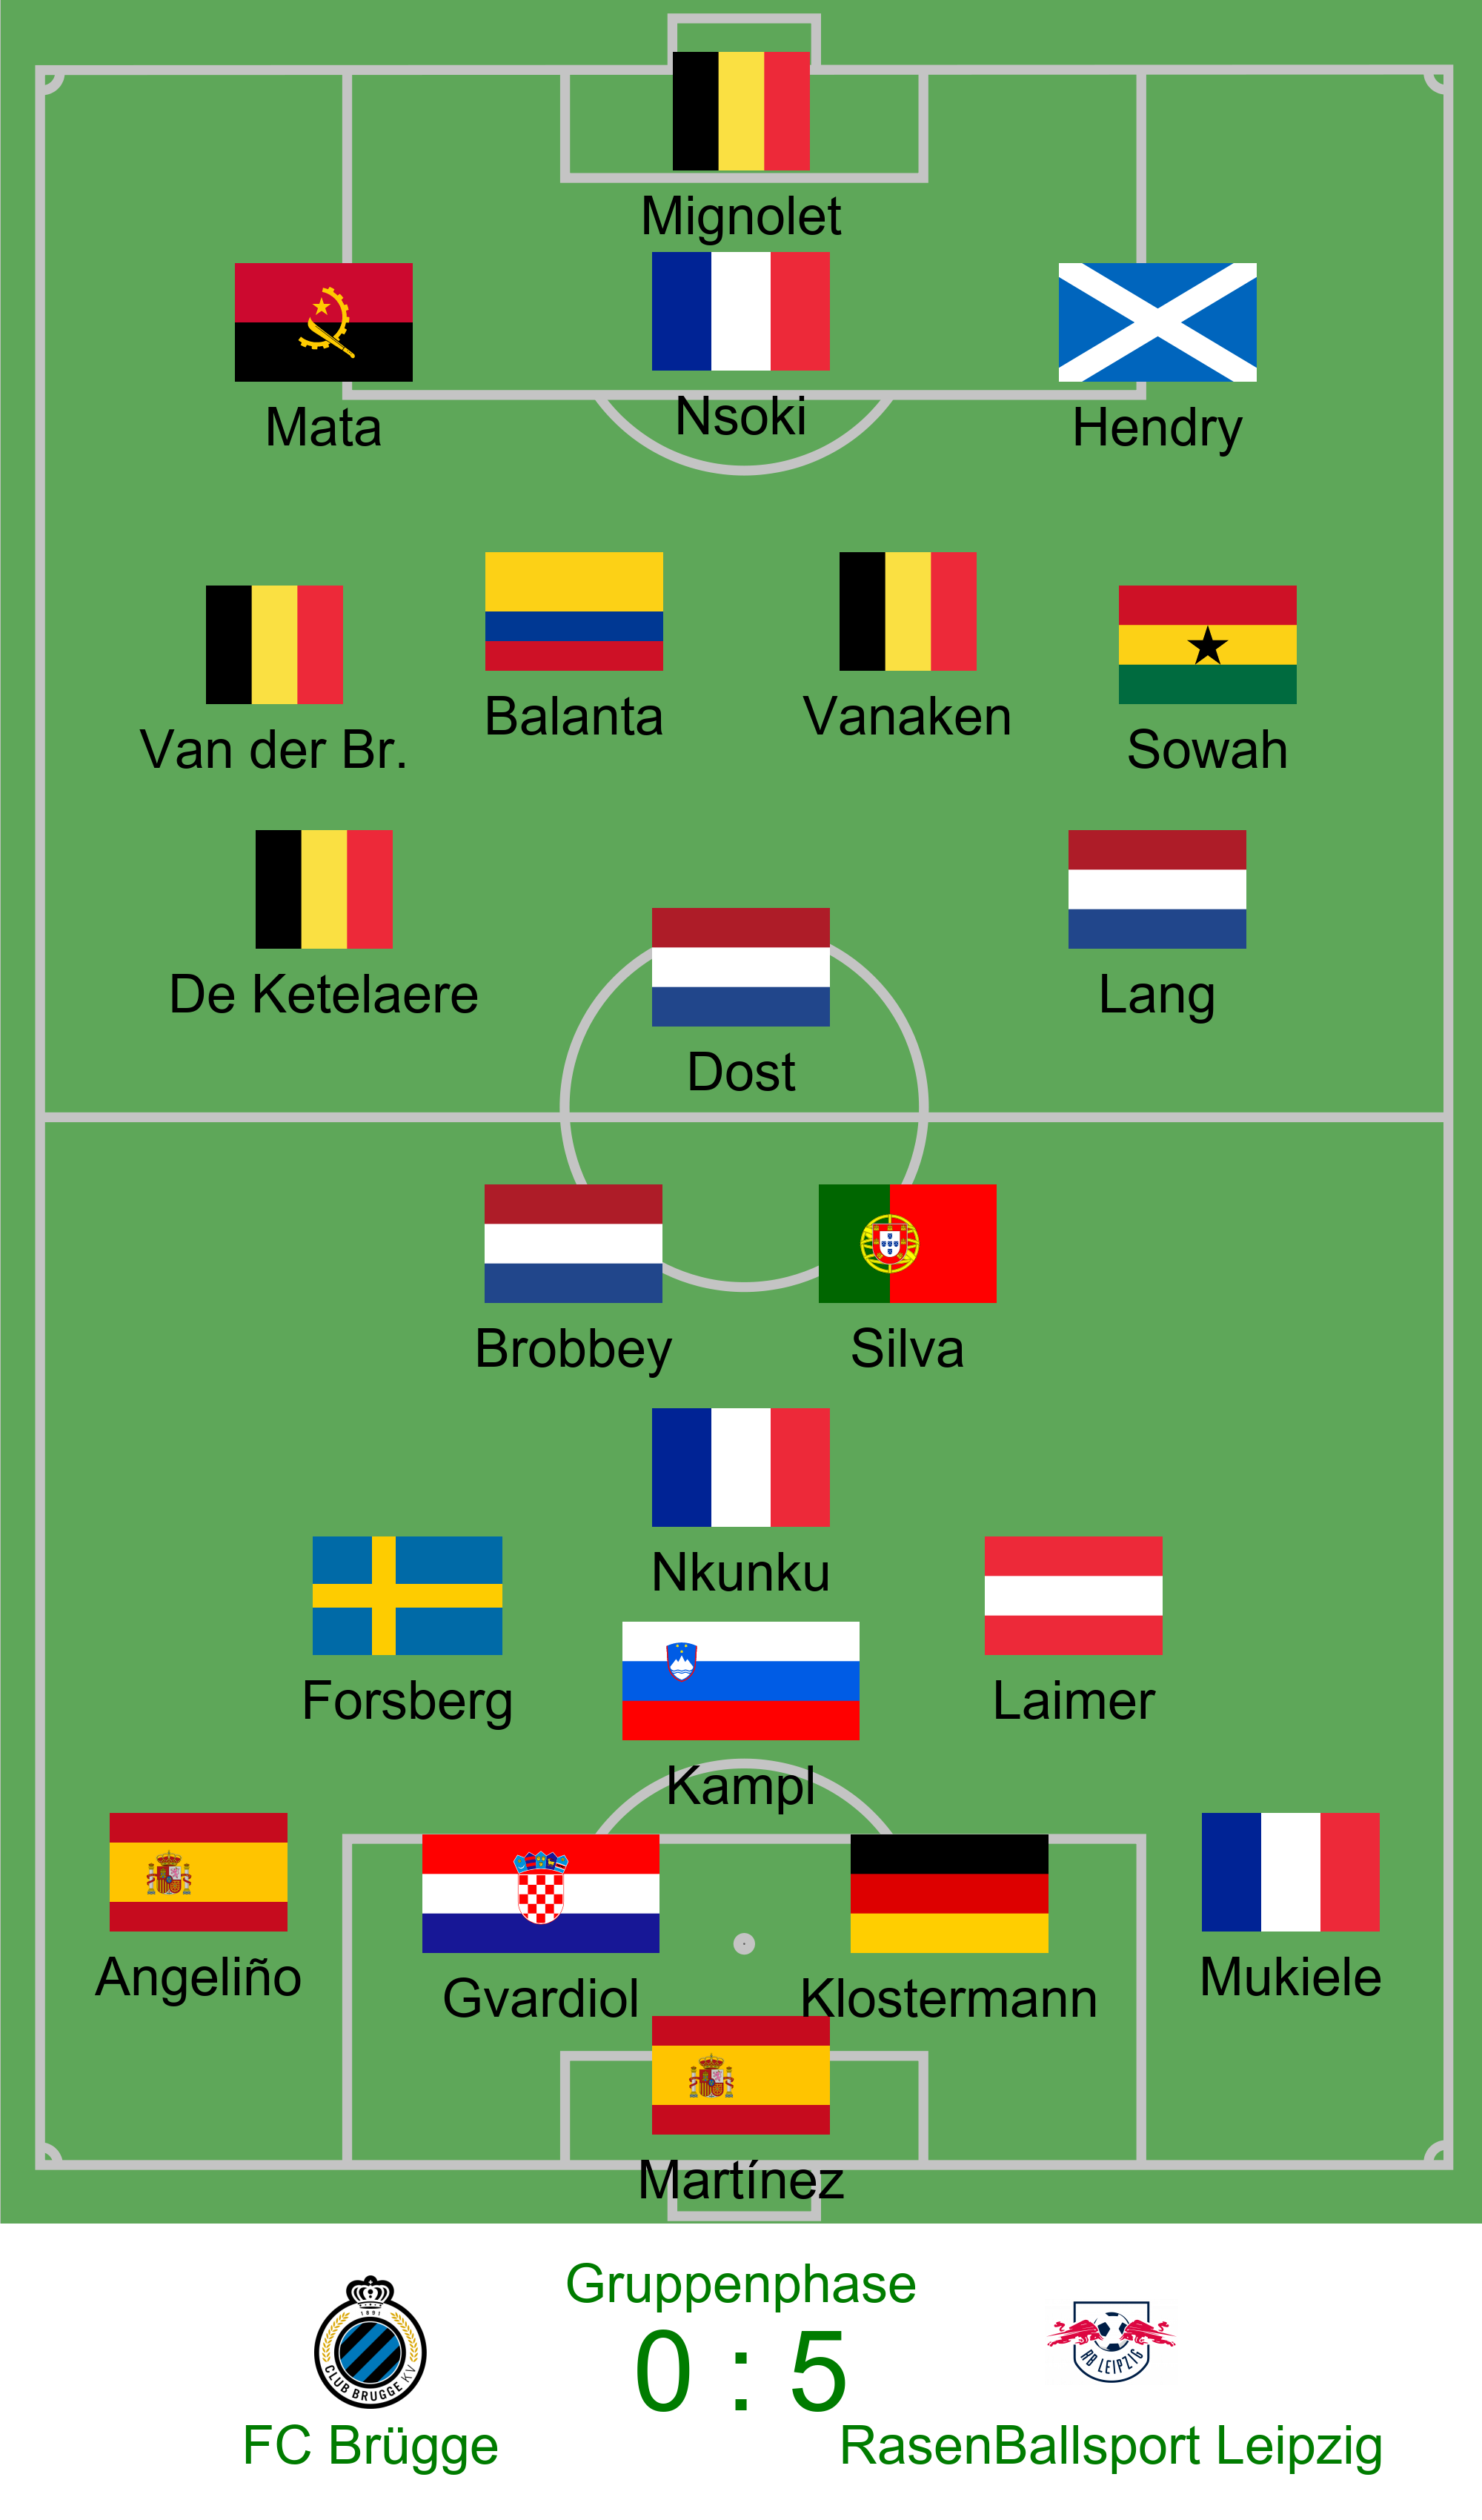 Mignolet
Mata
Nsoki
Hendry
Van der Br.
Balanta
Vanaken
Sowah
De Ketelaere
Dost
Lang
Brobbey
Silva
Nkunku
Forsberg
Laimer
Kampl
Angeliño
Gvardiol
Klostermann
Mukiele
Martínez
Gruppenphase
0 : 5
1891
CLUB BRUGGE KV
RB LEIPZIG
FC Brügge
RasenBallsport Leipzig